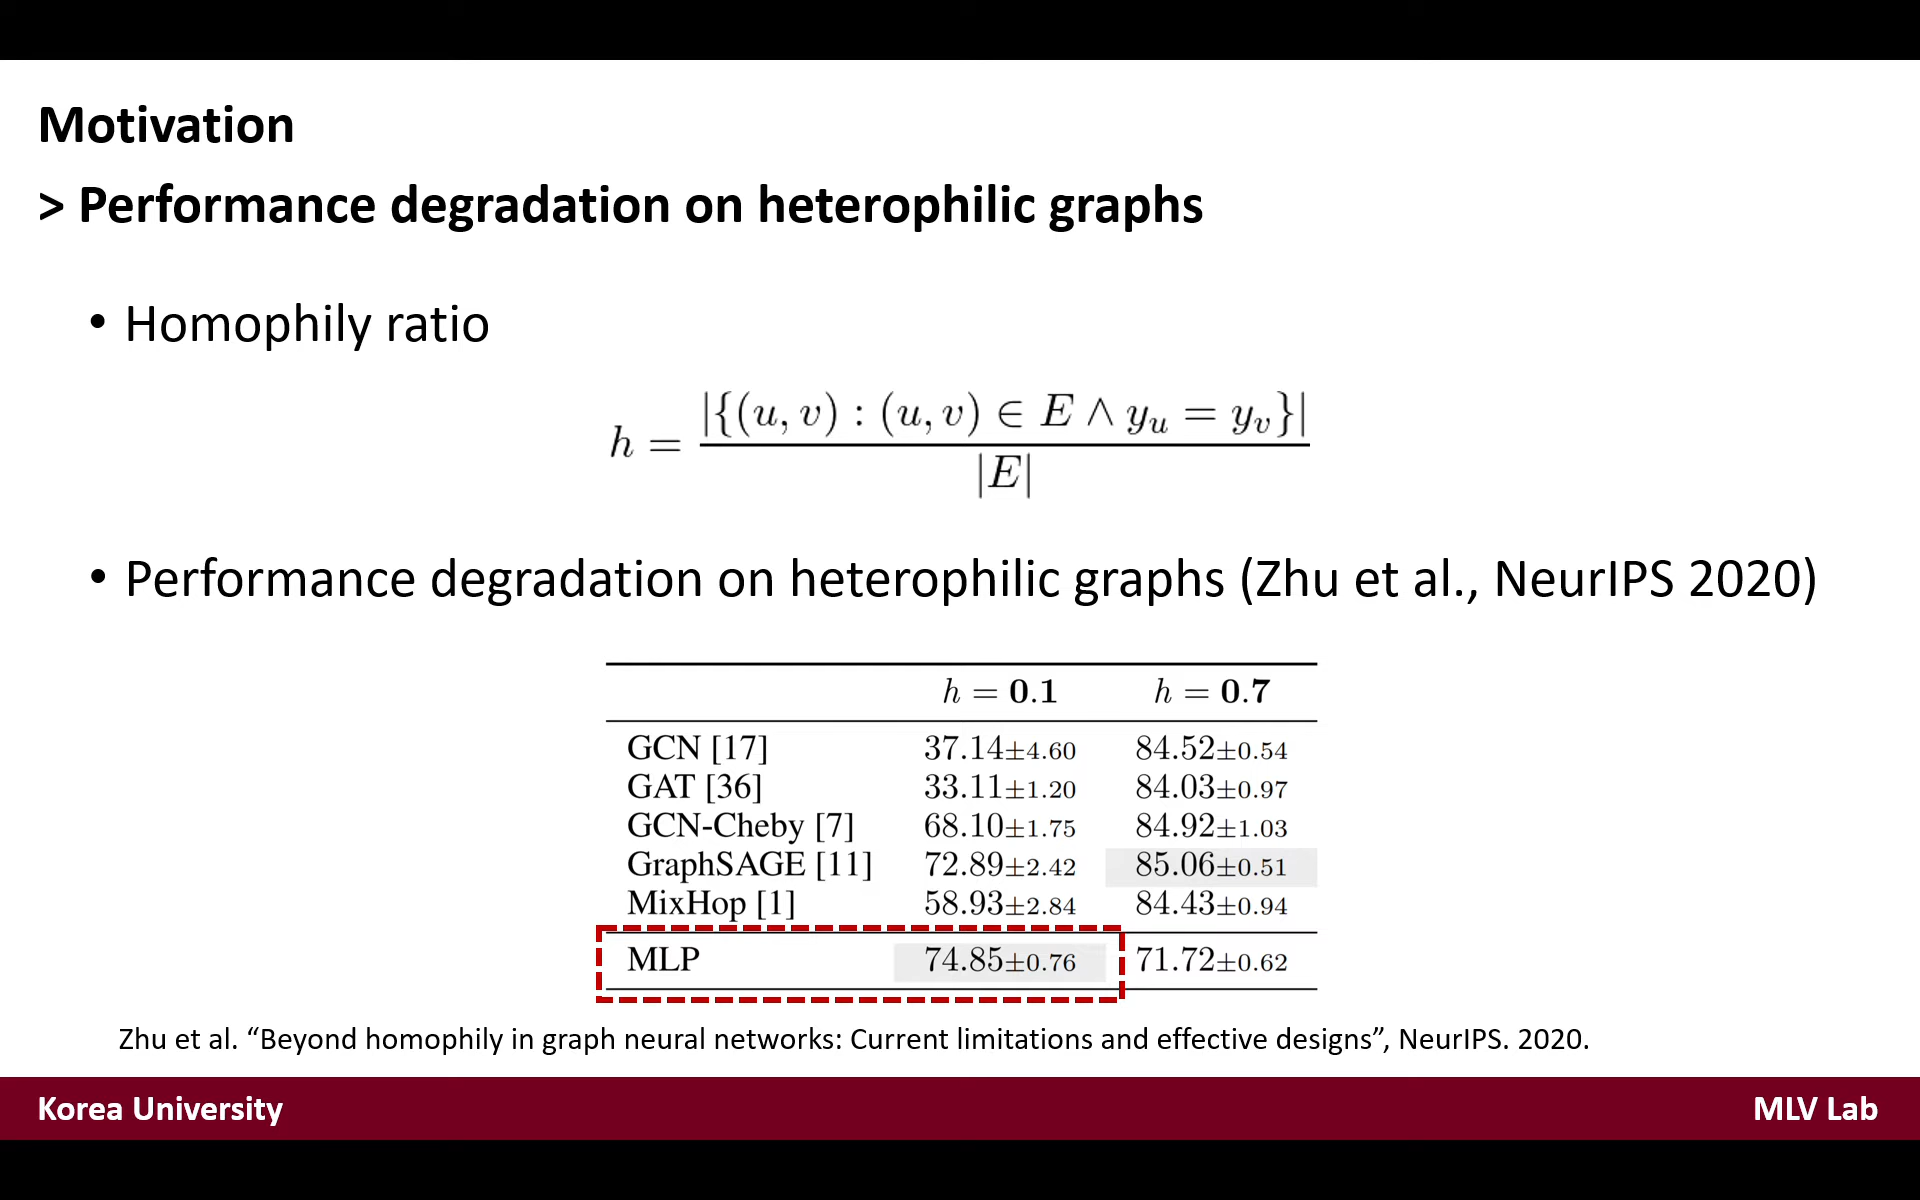 Motivation
> Performance degradation on heterophilic graphs
• Homophily ratio
h = |{(u, v) : (u, v) ∈ E ∧ y_u = y_v}| / |E|
• Performance degradation on heterophilic graphs (Zhu et al., NeurIPS 2020)
h = 0.1 h = 0.7
GCN [17] 37.14±4.60 84.52±0.54
GAT [36] 33.11±1.20 84.03±0.97
GCN-Cheby [7] 68.10±1.75 84.92±1.03
GraphSAGE [11] 72.89±2.42 85.06±0.51
MixHop [1] 58.93±2.84 84.43±0.94
MLP 74.85±0.76 71.72±0.62
Zhu et al. “Beyond homophily in graph neural networks: Current limitations and effective designs”, NeurIPS. 2020.
Korea University MLV Lab